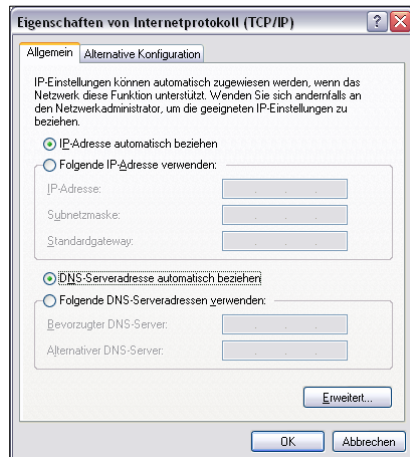 Eigenschaften von Internetprotokoll (TCP/IP)
Allgemein
Alternative Konfiguration
IP-Einstellungen können automatisch zugewiesen werden, wenn das
Netzwerk diese Funktion unterstützt. Wenden Sie sich andernfalls an
den Netzwerkadministrator, um die geeigneten IP-Einstellungen zu
beziehen.
IP-Adresse automatisch beziehen
Folgende IP-Adresse verwenden:
IP-Adresse:
Subnetzmaske:
Standardgateway:
DNS-Serveradresse automatisch beziehen
Folgende DNS-Serveradressen verwenden:
Bevorzugter DNS-Server:
Alternativer DNS-Server:
Erweitert...
OK
Abbrechen